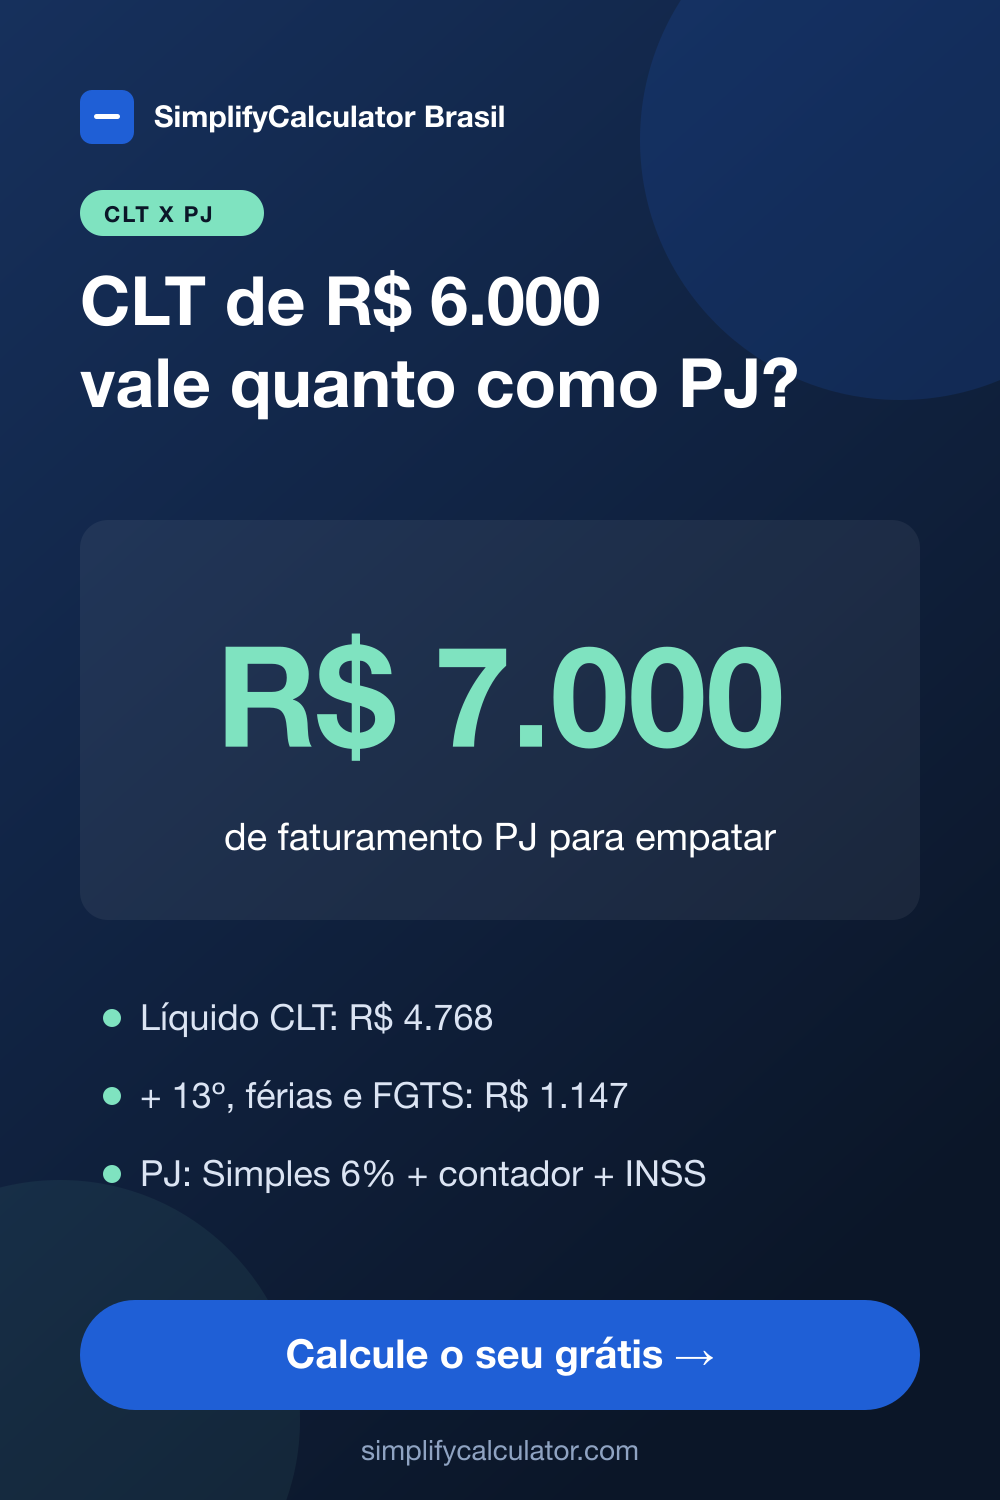 SimplifyCalculator Brasil
CLT X PJ
CLT de R$ 6.000
vale quanto como PJ?
R$ 7.000
de faturamento PJ para empatar
Líquido CLT: R$ 4.768
+ 13º, férias e FGTS: R$ 1.147
PJ: Simples 6% + contador + INSS
Calcule o seu grátis →
simplifycalculator.com